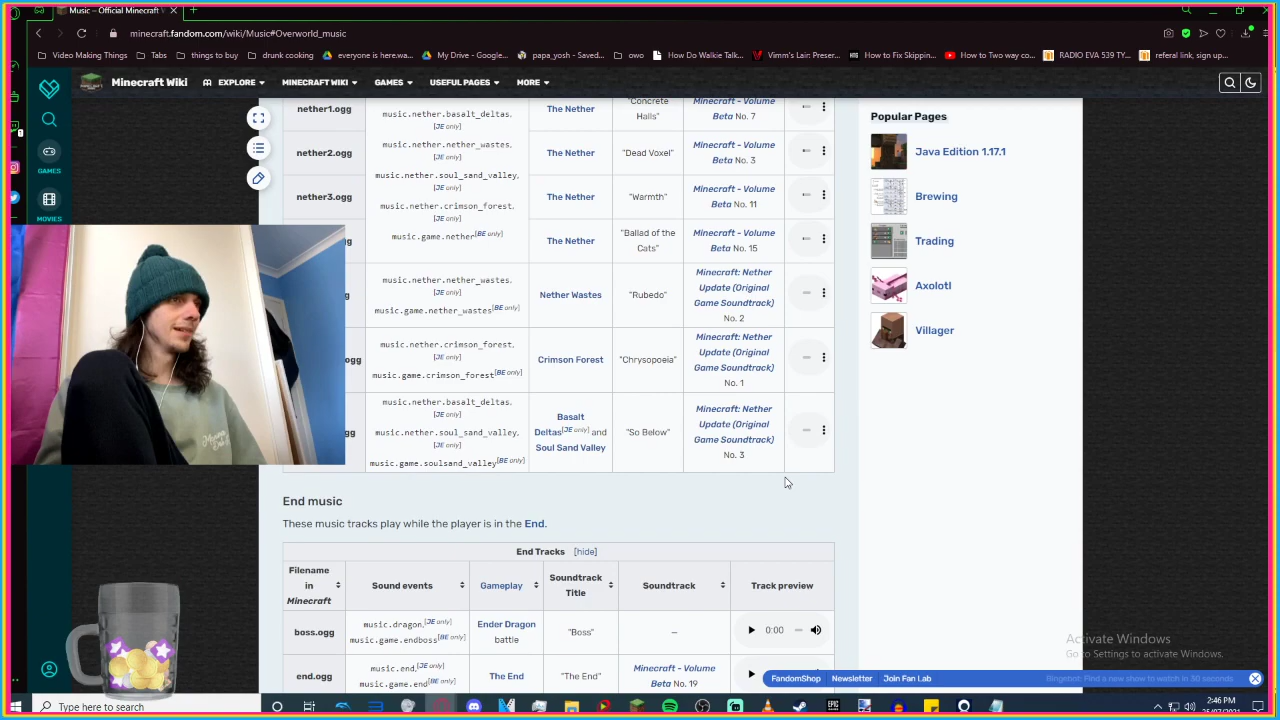 Music – Official Minecraft
minecraft.fandom.com/wiki/Music#Overworld_music
Video Making Things
Tabs
things to buy
drunk cooking
everyone is here.wa...
My Drive - Google...
papa_yosh - Saved...
owo
How Do Walkie Talk...
Vimm's Lair: Preser...
How to Fix Skippin...
How to Two way co...
RADIO EVA 539 TY...
referal link, sign up...
Minecraft Wiki
EXPLORE
MINECRAFT WIKI
GAMES
USEFUL PAGES
MORE
GAMES
MOVIES
nether1.ogg
music.nether.basalt_deltas,
[JE only]
The Nether
"Concrete
Halls"
Minecraft - Volume
Beta No. 7
nether2.ogg
music.nether.nether_wastes,
[JE only]
The Nether
"Dead Voxel"
Minecraft - Volume
Beta No. 3
music.nether.soul_sand_valley,
[JE only]
nether3.ogg
music.nether.crimson_forest,
[JE only]
The Nether
"Warmth"
Minecraft - Volume
Beta No. 11
music.game.nether[BE only]
The Nether
"Ballad of the
Cats"
Minecraft - Volume
Beta No. 15
music.nether.nether_wastes,
[JE only]
music.game.nether_wastes[BE only]
Nether Wastes
"Rubedo"
Minecraft: Nether
Update (Original
Game Soundtrack)
No. 2
ogg
music.nether.crimson_forest,
[JE only]
music.game.crimson_forest[BE only]
Crimson Forest
"Chrysopoeia"
Minecraft: Nether
Update (Original
Game Soundtrack)
No. 1
music.nether.basalt_deltas,
[JE only]
music.nether.soul_sand_valley,
[JE only]
music.game.soulsand_valley[BE only]
Basalt
Deltas[JE only] and
Soul Sand Valley
"So Below"
Minecraft: Nether
Update (Original
Game Soundtrack)
No. 3
End music
These music tracks play while the player is in the End.
End Tracks [hide]
Filename
in
Minecraft
Sound events
Gameplay
Soundtrack
Title
Soundtrack
Track preview
boss.ogg
music.dragon,[JE only]
music.game.endboss
[BE only]
Ender Dragon
battle
"Boss"
–
0:00
end.ogg
music.end,[JE only]
music.game.end[BE only]
The End
"The End"
Minecraft - Volume
Beta No. 19
Popular Pages
Java Edition 1.17.1
Brewing
Trading
Axolotl
Villager
Activate Windows
Go to Settings to activate Windows.
FandomShop
Newsletter
Join Fan Lab
Bingebot: Find a new show to watch in 30 seconds
Type here to search
2:46 PM